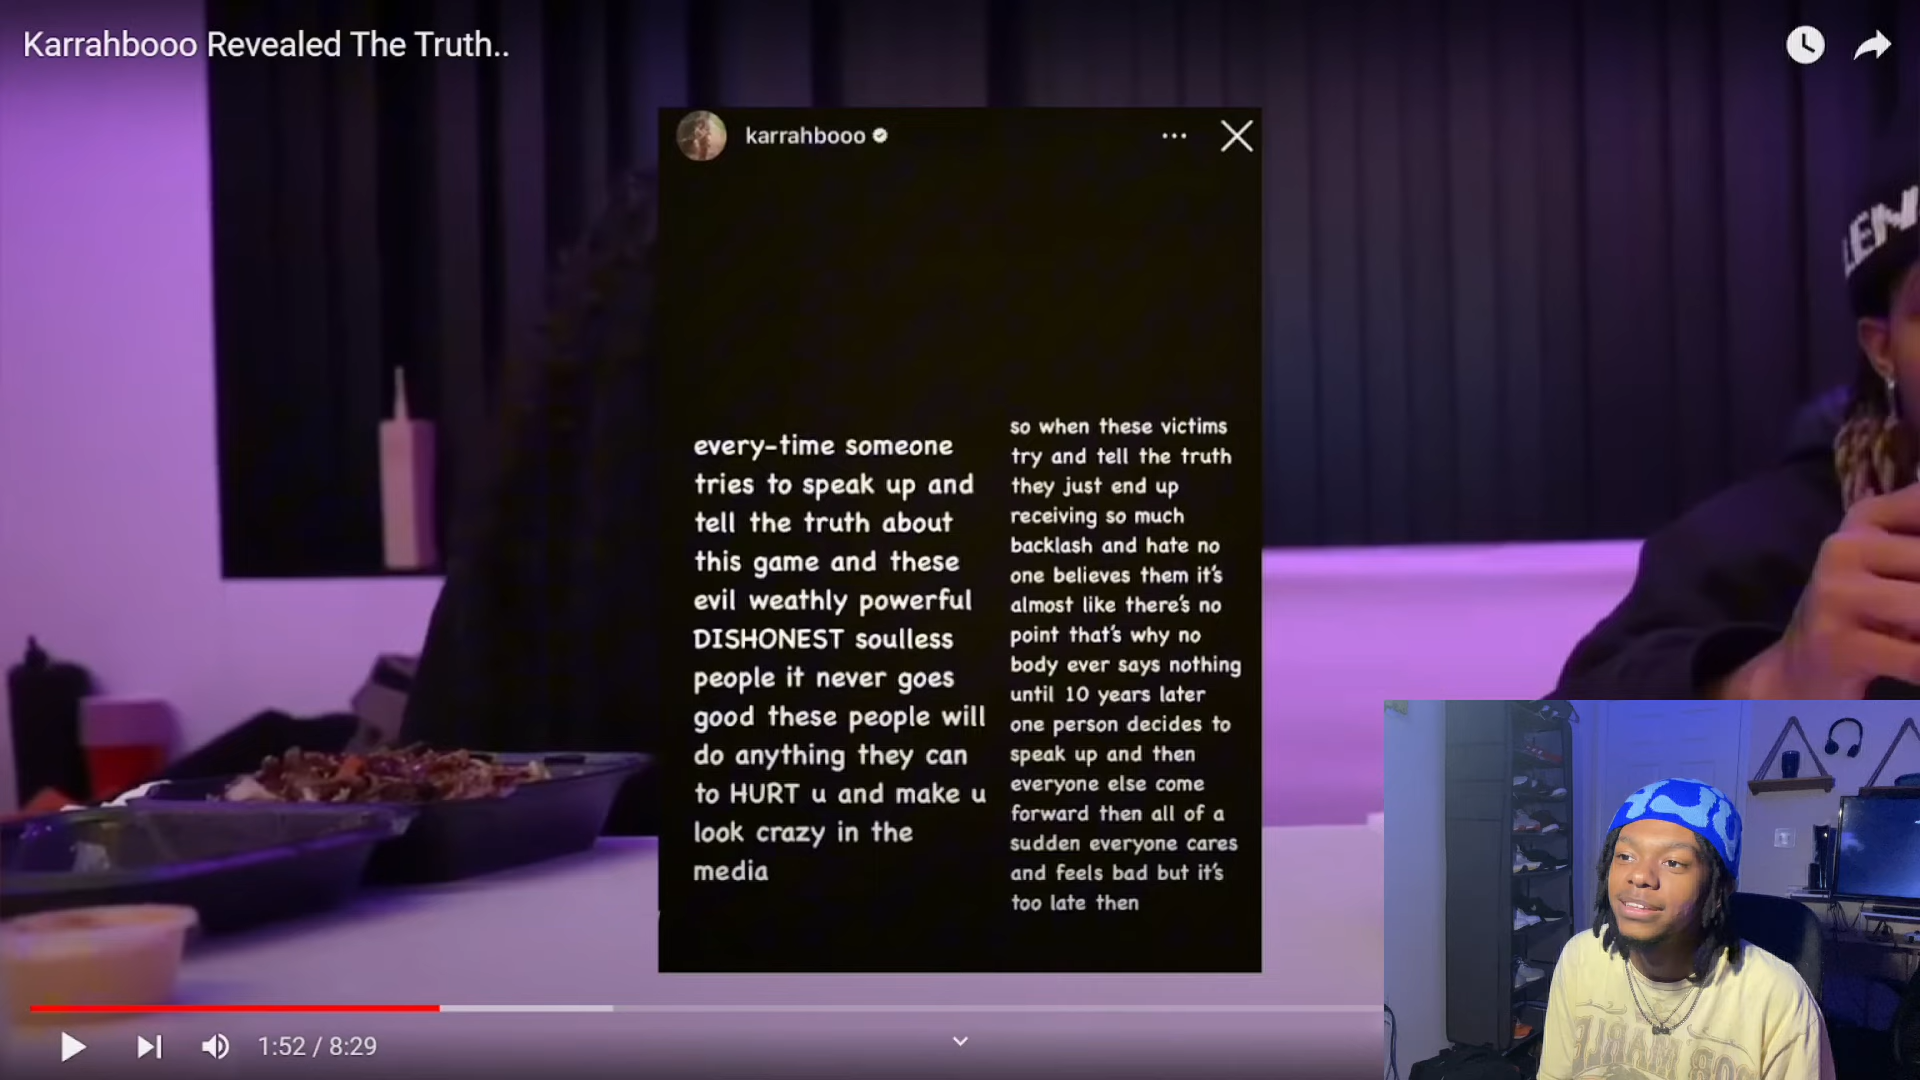 Karrahbooo Revealed The Truth..
karrahbooo
every-time someone
tries to speak up and
tell the truth about
this game and these
evil weathly powerful
DISHONEST soulless
people it never goes
good these people will
do anything they can
to HURT u and make u
look crazy in the
media
so when these victims
try and tell the truth
they just end up
receiving so much
backlash and hate no
one believes them it's
almost like there's no
point that's why no
body ever says nothing
until 10 years later
one person decides to
speak up and then
everyone else come
forward then all of a
sudden everyone cares
and feels bad but it's
too late then
1:52 / 8:29